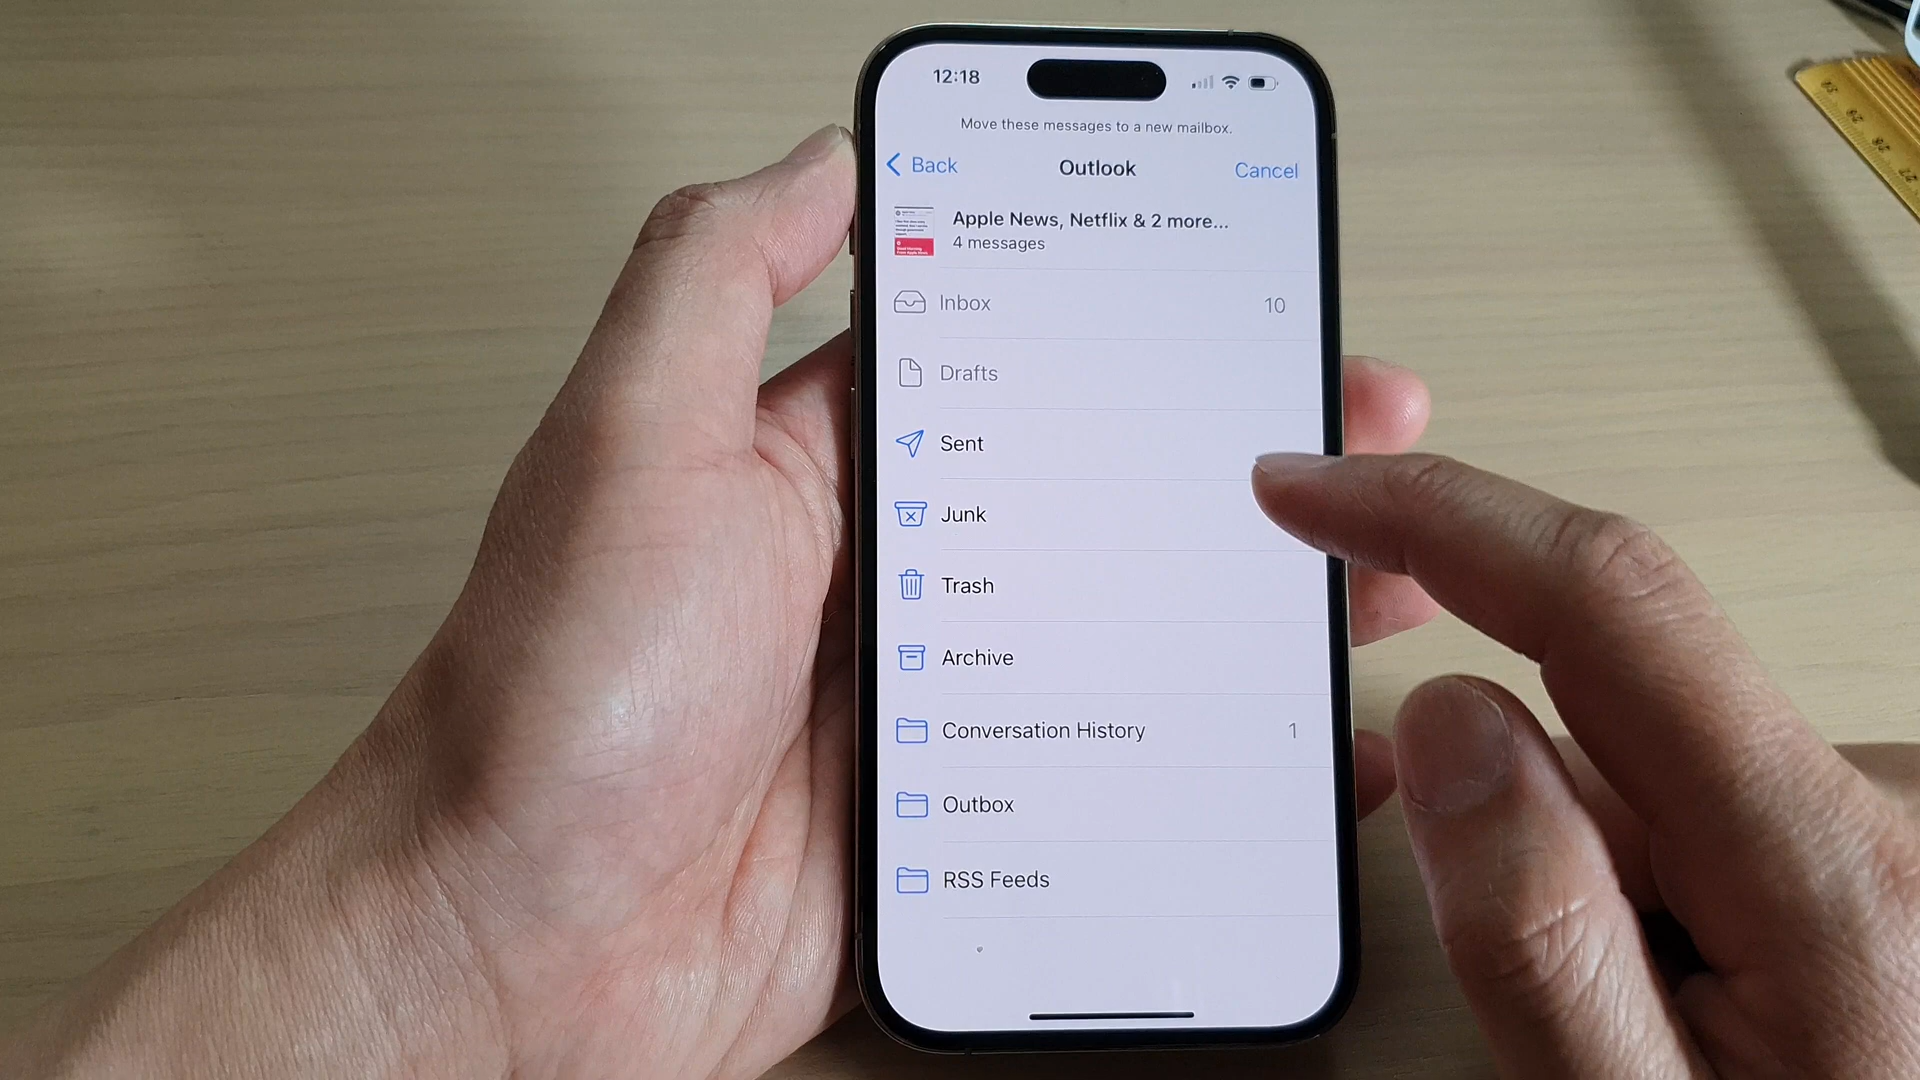 12:18
Move these messages to a new mailbox.
Back
Outlook
Cancel
Apple News, Netflix & 2 more...
4 messages
Inbox
10
Drafts
Sent
Junk
Trash
Archive
Conversation History
1
Outbox
RSS Feeds